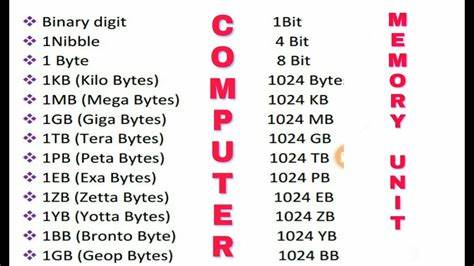 ❖ Binary digit 1Bit
❖ 1Nibble 4 Bit
❖ 1 Byte 8 Bit
❖ 1KB (Kilo Bytes) 1024 Bytes
❖ 1MB (Mega Bytes) 1024 KB
❖ 1GB (Giga Bytes) 1024 MB
❖ 1TB (Tera Bytes) 1024 GB
❖ 1PB (Peta Bytes) 1024 TB
❖ 1EB (Exa Bytes) 1024 PB
❖ 1ZB (Zetta Bytes) 1024 EB
❖ 1YB (Yotta Bytes) 1024 ZB
❖ 1BB (Bronto Byte) 1024 YB
❖ 1GB (Geop Bytes) 1024 BB
COMPUTER
MEMORY UNIT